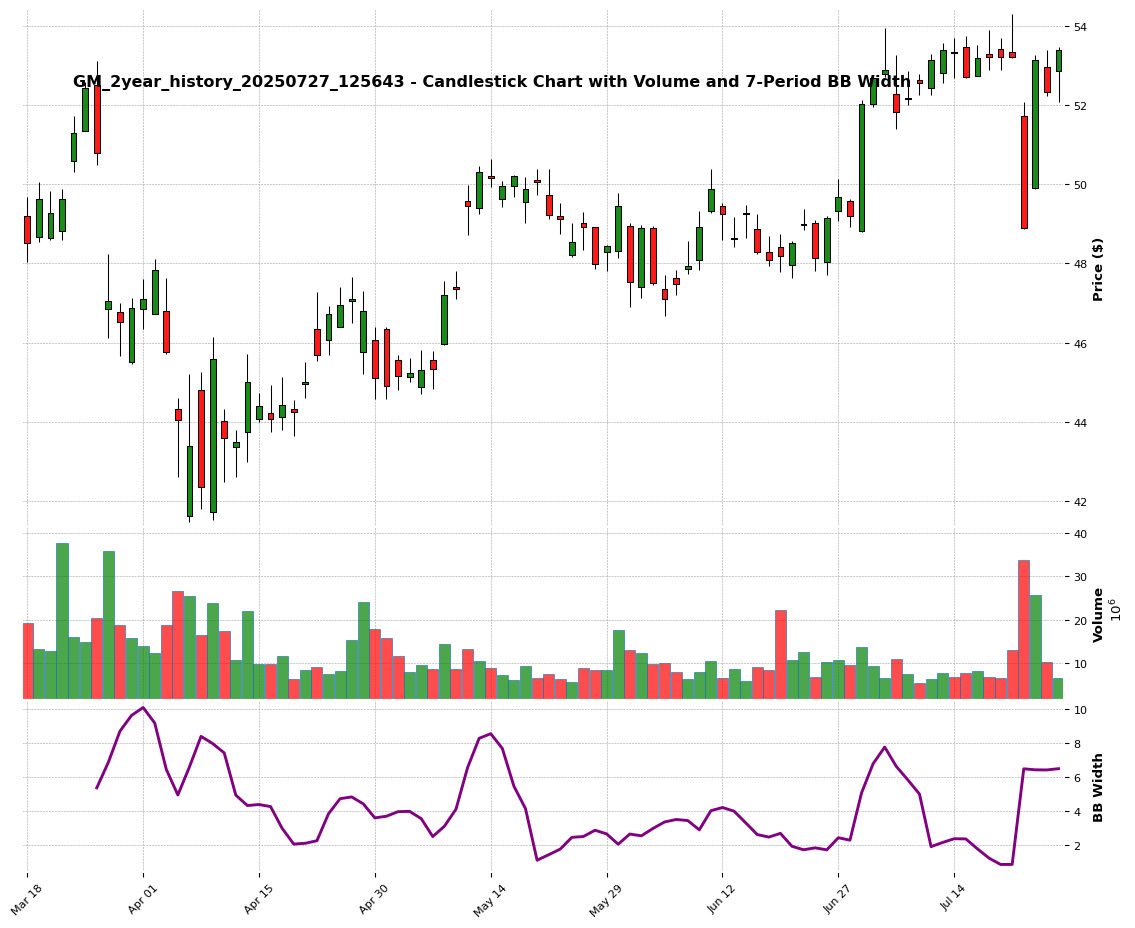 GM_2year_history_20250727_125643 - Candlestick Chart with Volume and 7-Period BB Width
54
52
50
48
46
44
42
Price ($)
40
30
20
10
Volume
10^6
10
8
6
4
2
BB Width
Mar 18
Apr 01
Apr 15
Apr 30
May 14
May 29
Jun 12
Jun 27
Jul 14